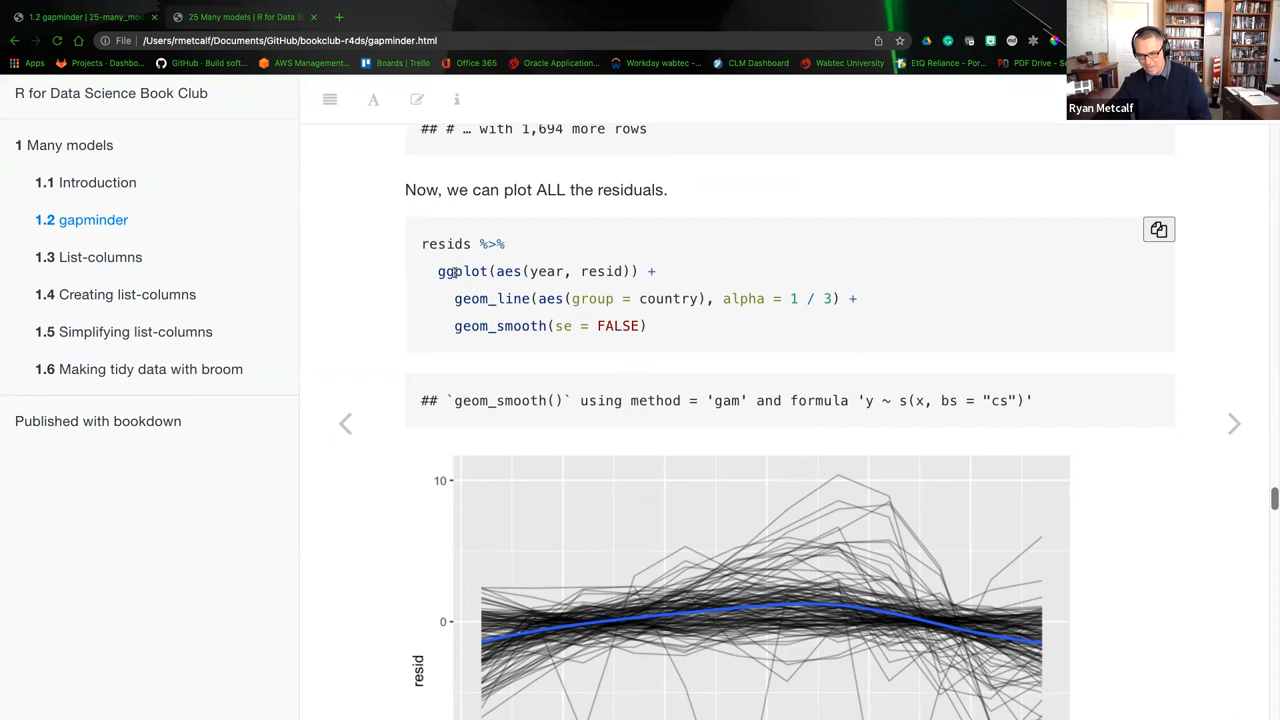 1.2 gapminder | 25-many_mod
25 Many models | R for Data S
File /Users/rmetcalf/Documents/GitHub/bookclub-r4ds/gapminder.html
Apps Projects · Dashbo... GitHub · Build soft... AWS Management... Boards | Trello Office 365 Oracle Application... Workday wabtec -... CLM Dashboard Wabtec University EtQ Reliance - Por... PDF Drive - Se
Ryan Metcalf
R for Data Science Book Club
1 Many models
1.1 Introduction
1.2 gapminder
1.3 List-columns
1.4 Creating list-columns
1.5 Simplifying list-columns
1.6 Making tidy data with broom
Published with bookdown
## # … with 1,694 more rows
Now, we can plot ALL the residuals.
resids %>%
ggplot(aes(year, resid)) +
geom_line(aes(group = country), alpha = 1 / 3) +
geom_smooth(se = FALSE)
## `geom_smooth()` using method = 'gam' and formula 'y ~ s(x, bs = "cs")'
10
0
resid